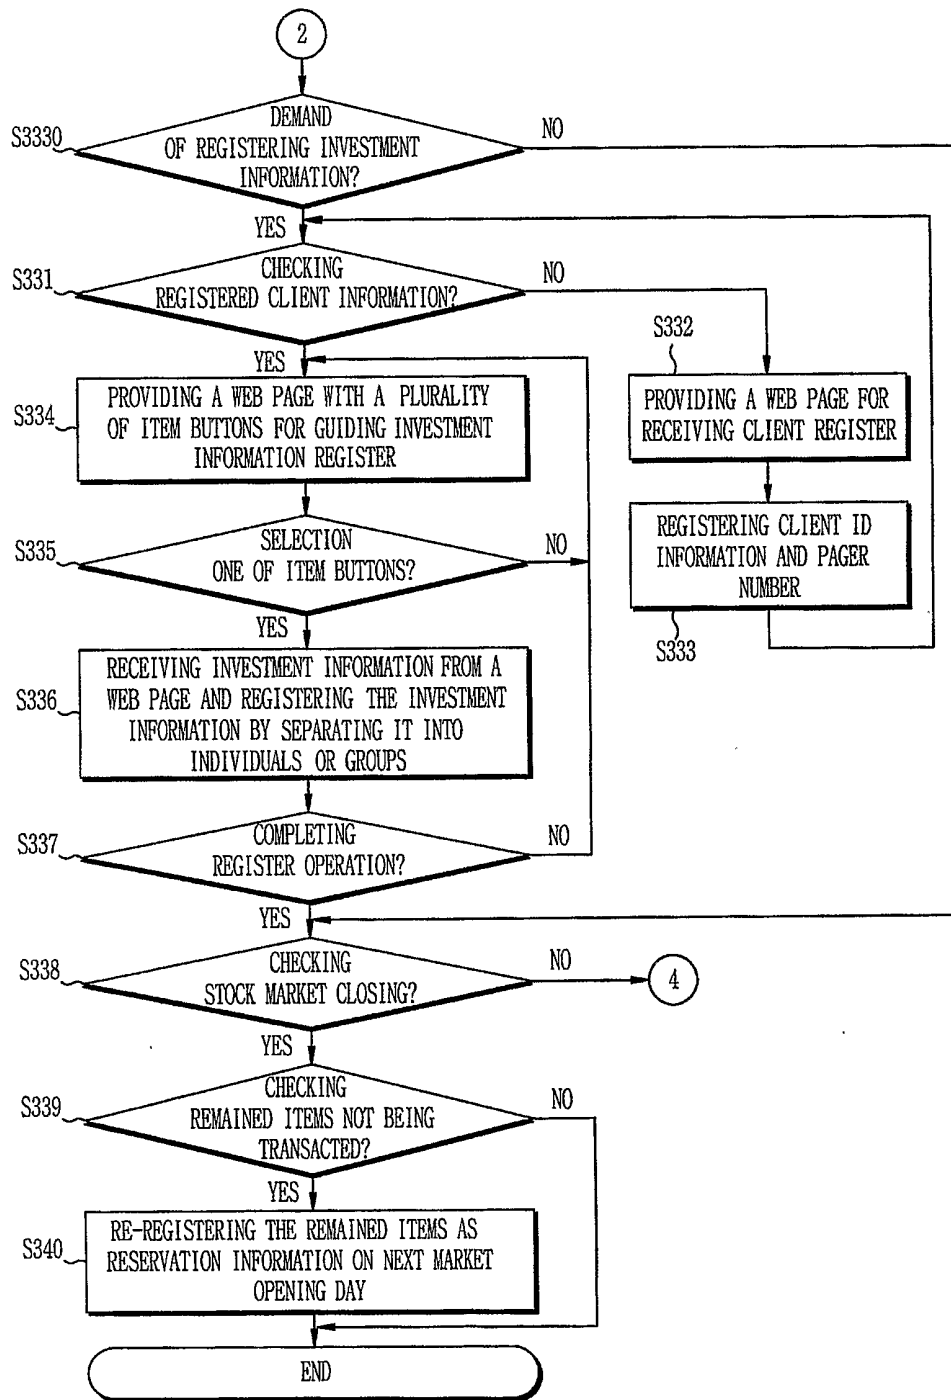 2
DEMAND
S3330
OF REGISTERING INVESTMENT
INFORMATION?
NO
YES
CHECKING
S331
REGISTERED CLIENT INFORMATION?
NO
YES
S332
PROVIDING A WEB PAGE FOR
RECEIVING CLIENT REGISTER
S334
PROVIDING A WEB PAGE WITH A PLURALITY
OF ITEM BUTTONS FOR GUIDING INVESTMENT
INFORMATION REGISTER
REGISTERING CLIENT ID
INFORMATION AND PAGER
NUMBER
S333
S335
SELECTION
ONE OF ITEM BUTTONS?
NO
YES
S336
RECEIVING INVESTMENT INFORMATION FROM A
WEB PAGE AND REGISTERING THE INVESTMENT
INFORMATION BY SEPARATING IT INTO
INDIVIDUALS OR GROUPS
S337
COMPLETING
REGISTER OPERATION?
NO
YES
S338
CHECKING
STOCK MARKET CLOSING?
NO
4
YES
S339
CHECKING
REMAINED ITEMS NOT BEING
TRANSACTED?
NO
YES
S340
RE-REGISTERING THE REMAINED ITEMS AS
RESERVATION INFORMATION ON NEXT MARKET
OPENING DAY
END